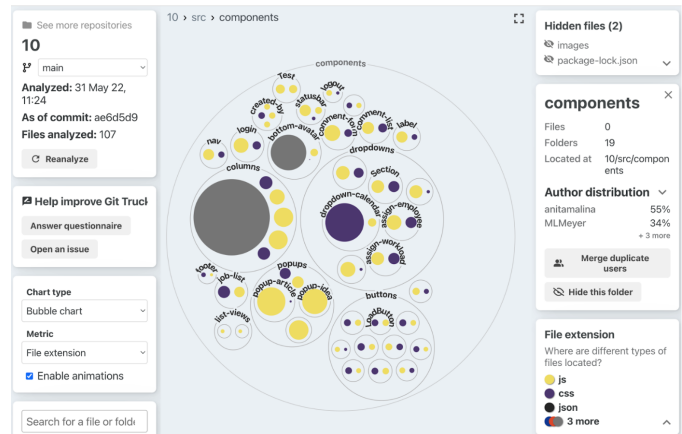 See more repositories
10
main
Analyzed: 31 May 22,
11:24
As of commit: ae6d5d9
Files analyzed: 107
Reanalyze
Help improve Git Truck
Answer questionnaire
Open an issue
Chart type
Bubble chart
Metric
File extension
Enable animations
Search for a file or folde
10 > src > components
components
Test
logout
created-by
statusbar
comment-form
comment-list
label
nav
login
bottom-avatar
dropdowns
columns
Section
dropdown-calendar
assign-employee
assign-workload
footer
job-list
popups
popup-article
popup-idea
list-views
buttons
LoadButton
Hidden files (2)
images
package-lock.json
components
Files 0
Folders 19
Located at 10/src/compon
ents
Author distribution
anitamalina 55%
MLMeyer 34%
+ 3 more
Merge duplicate
users
Hide this folder
File extension
Where are different types of
files located?
js
css
json
3 more